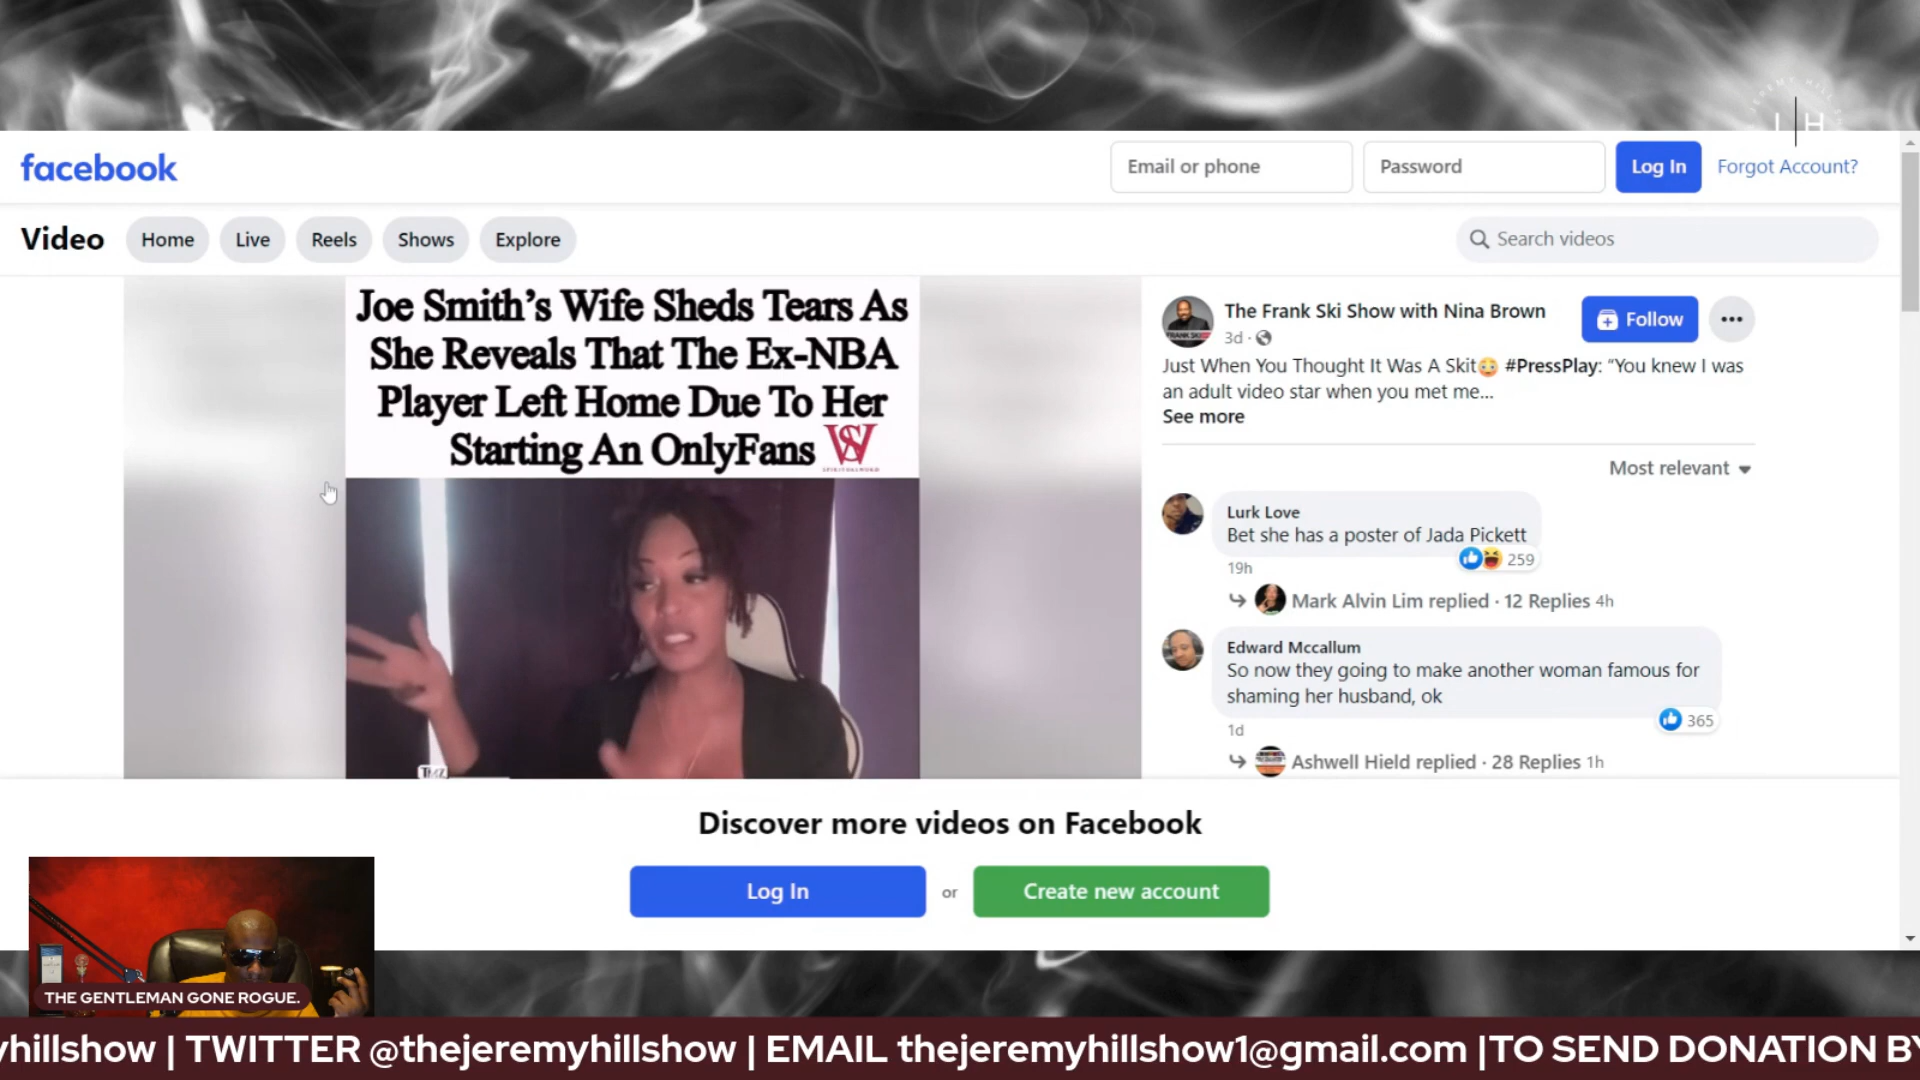 JEREMY HILL
facebook
Email or phone
Password
Log In
Forgot Account?
Video
Home
Live
Reels
Shows
Explore
Search videos
Joe Smith's Wife Sheds Tears As
She Reveals That The Ex-NBA
Player Left Home Due To Her
Starting An OnlyFans
SPIRITUALWORD
TMZ
The Frank Ski Show with Nina Brown
3d ·
Follow
Just When You Thought It Was A Skit😳 #PressPlay: “You knew I was
an adult video star when you met me...
See more
Most relevant
Lurk Love
Bet she has a poster of Jada Pickett
259
19h
Mark Alvin Lim replied · 12 Replies 4h
Edward Mccallum
So now they going to make another woman famous for
shaming her husband, ok
365
1d
Ashwell Hield replied · 28 Replies 1h
Discover more videos on Facebook
Log In
or
Create new account
THE GENTLEMAN GONE ROGUE.
yhillshow | TWITTER @thejeremyhillshow | EMAIL thejeremyhillshow1@gmail.com |TO SEND DONATION BY